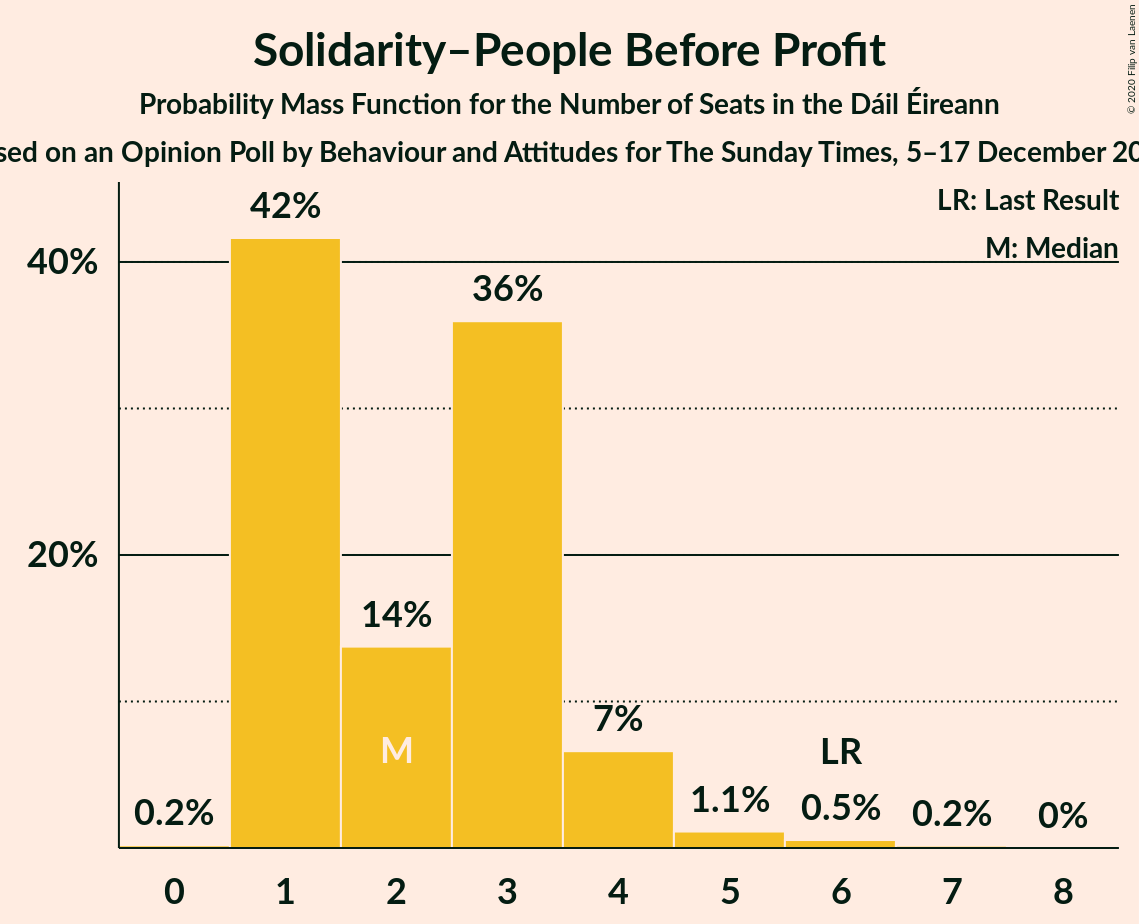 Solidarity–People Before Profit
Probability Mass Function for the Number of Seats in the Dáil Éireann
on an Opinion Poll by Behaviour and Attitudes for The Sunday Times, 5–17 December
© 2020 Filip van Laenen
LR: Last Result
M: Median
40%
20%
42%
14%
36%
7%
1.1%
0.5%
0.2%
0%
0.2%
M
LR
0 1 2 3 4 5 6 7 8